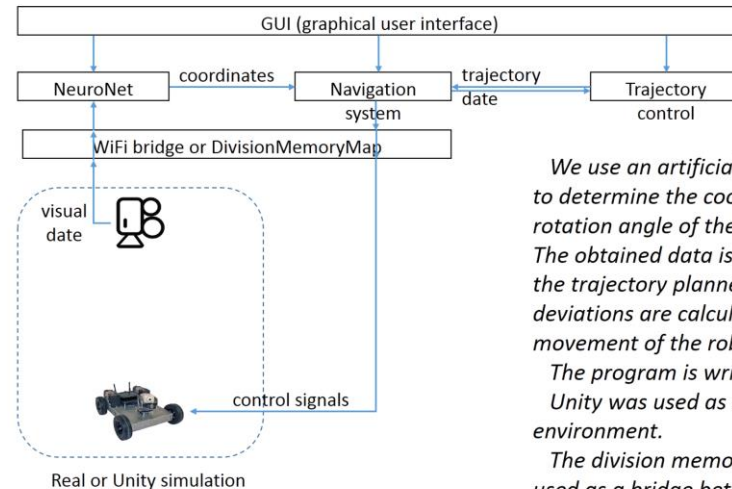 GUI (graphical user interface)
NeuroNet
coordinates
Navigation
system
trajectory
date
Trajectory
control
WiFi bridge or DivisionMemoryMap
visual
date
control signals
Real or Unity simulation
We use an artificia
to determine the coo
rotation angle of the
The obtained data is
the trajectory planne
deviations are calcul
movement of the rob
The program is wri
Unity was used as
environment.
The division memo